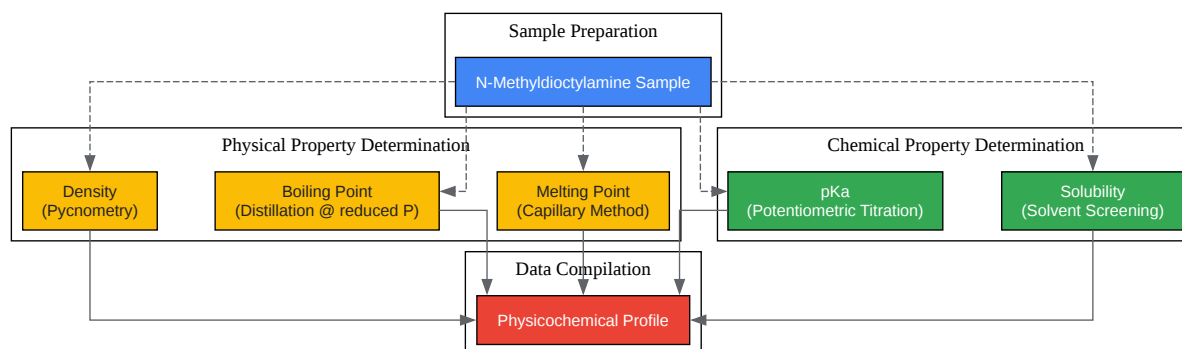 Sample Preparation
N-Methyldioctylamine Sample
Physical Property Determination
Chemical Property Determination
Density
(Pycnometry)
Boiling Point
(Distillation @ reduced P)
Melting Point
(Capillary Method)
pKa
(Potentiometric Titration)
Solubility
(Solvent Screening)
Data Compilation
Physicochemical Profile